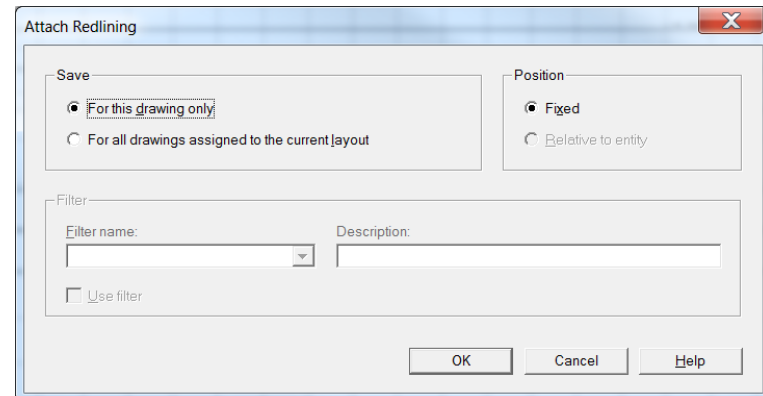 Attach Redlining
Save
For this drawing only
For all drawings assigned to the current layout
Position
Fixed
Relative to entity
Filter
Filter name:
Description:
Use filter
OK
Cancel
Help